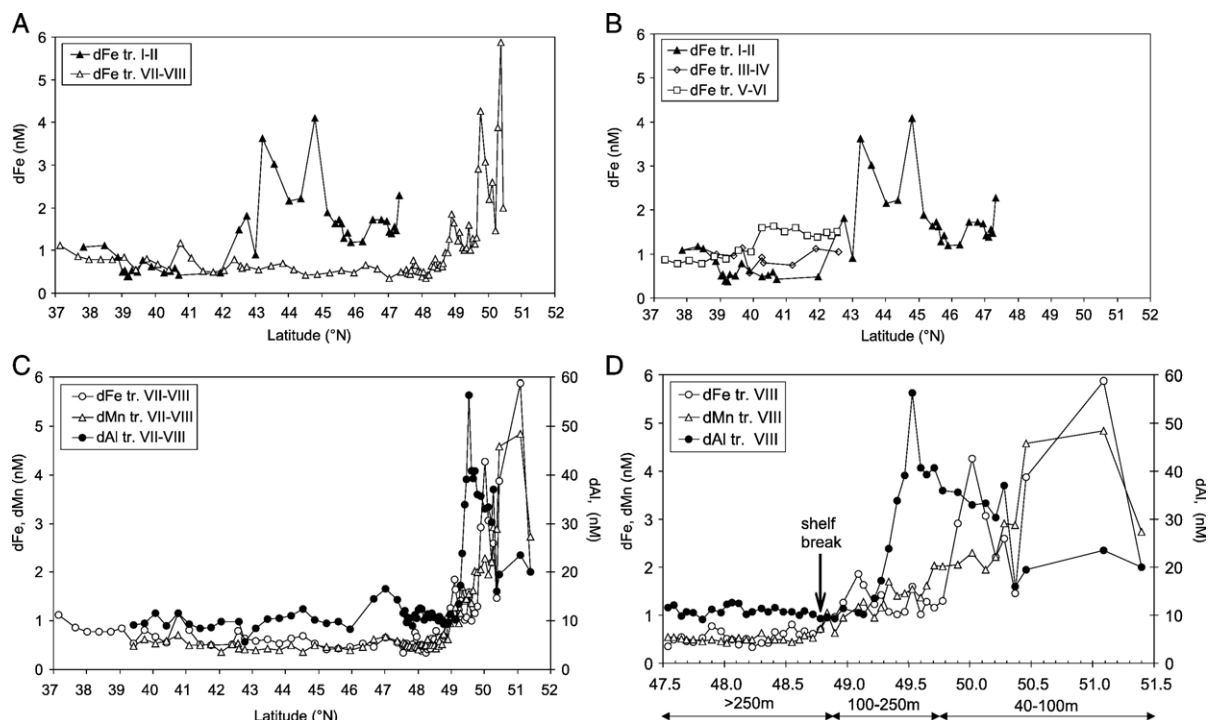 A
dFe tr. I-II
dFe tr. VII-VIII
6
5
4
3
2
1
0
dFe (nM)
37 38 39 40 41 42 43 44 45 46 47 48 49 50 51 52
Latitude (°N)
B
dFe tr. I-II
dFe tr. III-IV
dFe tr. V-VI
6
5
4
3
2
1
0
dFe (nM)
37 38 39 40 41 42 43 44 45 46 47 48 49 50 51 52
Latitude (°N)
C
dFe tr. VII-VIII
dMn tr. VII-VIII
dAl tr. VII-VIII
6
5
4
3
2
1
0
dFe, dMn (nM)
60
50
40
30
20
10
0
dAl, (nM)
37 38 39 40 41 42 43 44 45 46 47 48 49 50 51 52
Latitude (°N)
D
dFe tr. VIII
dMn tr. VIII
dAl tr. VIII
6
5
4
3
2
1
0
dFe, dMn (nM)
60
50
40
30
20
10
0
dAl, (nM)
shelf
break
47.5 48.0 48.5 49.0 49.5 50.0 50.5 51.0 51.5
>250m 100-250m 40-100m